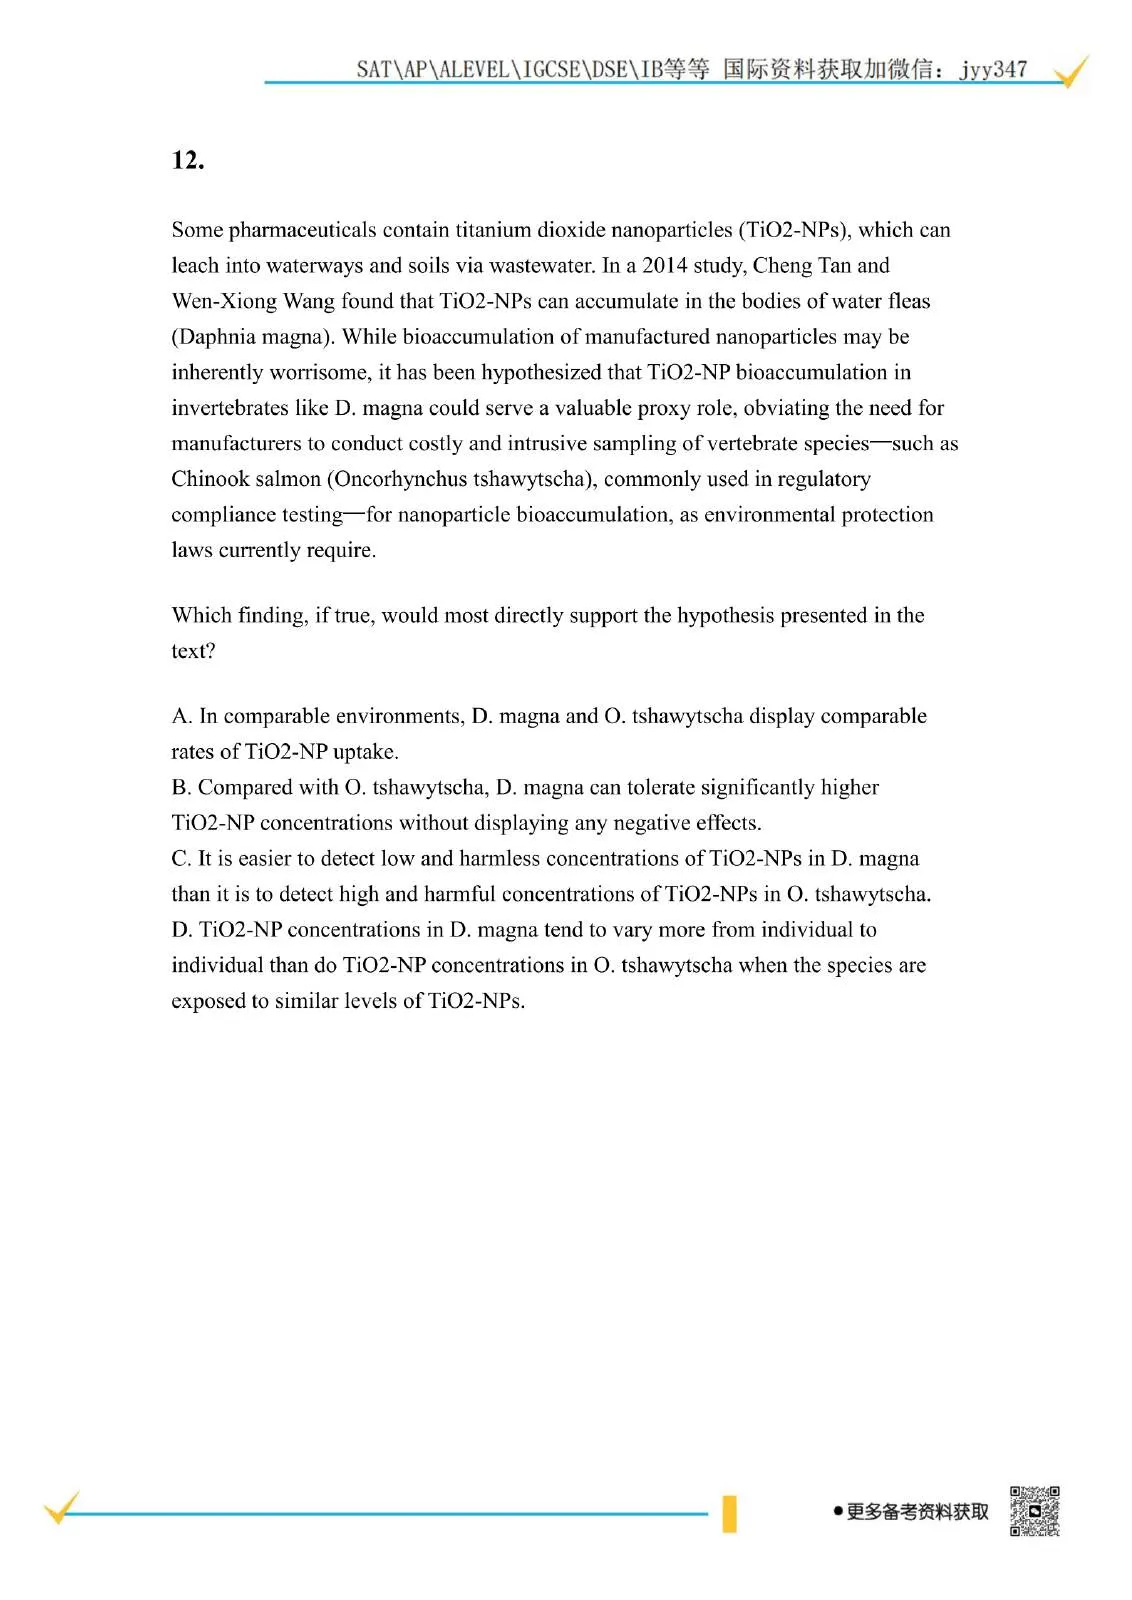 SAT\AP\ALEVEL\IGCSE\DSE\IB等等 国际资料获取加微信：jyy347
12.
Some pharmaceuticals contain titanium dioxide nanoparticles (TiO2-NPs), which can
leach into waterways and soils via wastewater. In a 2014 study, Cheng Tan and
Wen-Xiong Wang found that TiO2-NPs can accumulate in the bodies of water fleas
(Daphnia magna). While bioaccumulation of manufactured nanoparticles may be
inherently worrisome, it has been hypothesized that TiO2-NP bioaccumulation in
invertebrates like D. magna could serve a valuable proxy role, obviating the need for
manufacturers to conduct costly and intrusive sampling of vertebrate species—such as
Chinook salmon (Oncorhynchus tshawytscha), commonly used in regulatory
compliance testing—for nanoparticle bioaccumulation, as environmental protection
laws currently require.
Which finding, if true, would most directly support the hypothesis presented in the
text?
A. In comparable environments, D. magna and O. tshawytscha display comparable
rates of TiO2-NP uptake.
B. Compared with O. tshawytscha, D. magna can tolerate significantly higher
TiO2-NP concentrations without displaying any negative effects.
C. It is easier to detect low and harmless concentrations of TiO2-NPs in D. magna
than it is to detect high and harmful concentrations of TiO2-NPs in O. tshawytscha.
D. TiO2-NP concentrations in D. magna tend to vary more from individual to
individual than do TiO2-NP concentrations in O. tshawytscha when the species are
exposed to similar levels of TiO2-NPs.
●更多备考资料获取